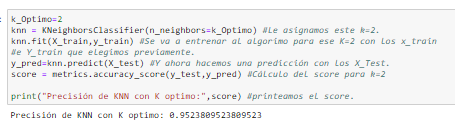 k_Optimo=2
knn = KNeighborsClassifier(n_neighbors=k_Optimo) #Le asignamos este k=2.
knn.fit(X_train,y_train) #Se va a entrenar al algorimo para ese K=2 con Los x_train
#e Y_train que elegimos previamente.
y_pred=knn.predict(X_test) #Y ahora hacemos una predicción con Los X_Test.
score = metrics.accuracy_score(y_test,y_pred) #Cálculo del score para k=2
print("Precisión de KNN con K optimo:",score) #printeamos el score.
Precisión de KNN con K optimo: 0.9523809523809523